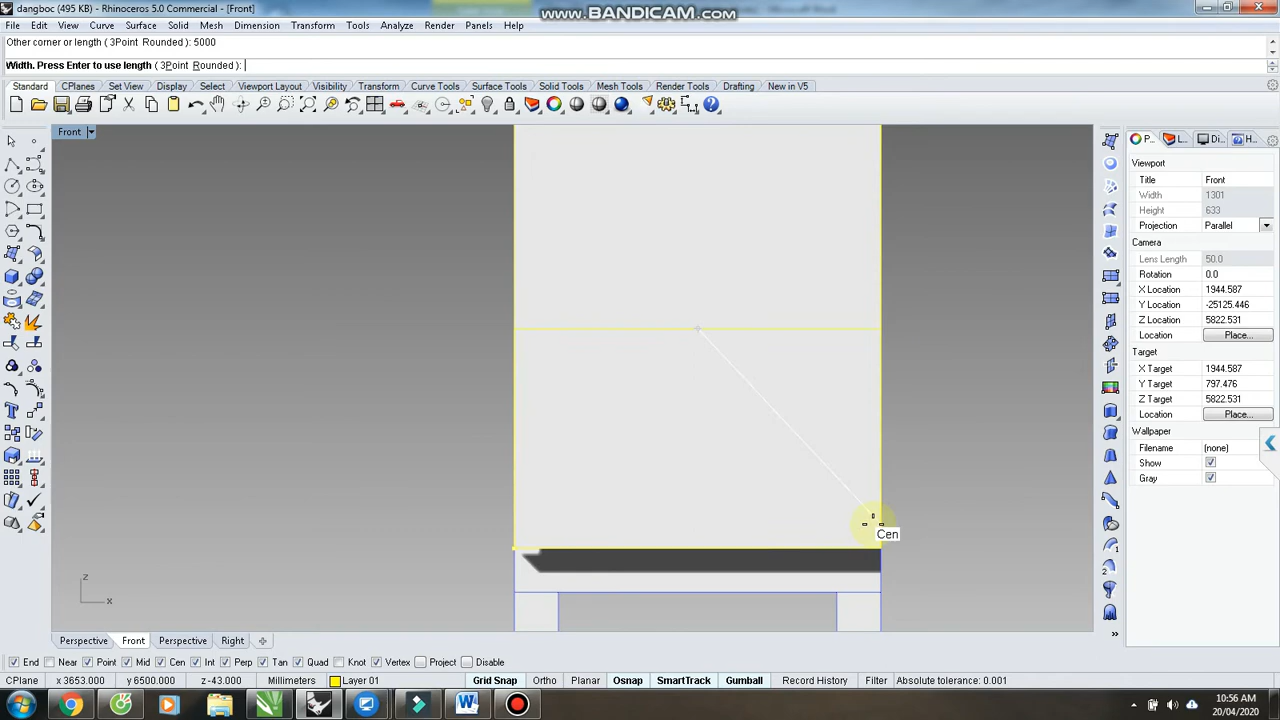 dangboc (495 KB) - Rhinoceros 5.0 Commercial - [Front]
www.BANDICAM.com
File Edit View Curve Surface Solid Mesh Dimension Transform Tools Analyze Render Panels Help
Other corner or length ( 3Point Rounded ): 5000
Width. Press Enter to use length ( 3Point Rounded ):
Standard CPlanes Set View Display Select Viewport Layout Visibility Transform Curve Tools Surface Tools Solid Tools Mesh Tools Render Tools Drafting New in V5
Front
P... L... Di... H...
Viewport
Title Front
Width 1301
Height 633
Projection Parallel
Camera
Lens Length 50.0
Rotation 0.0
X Location 1944.587
Y Location -25125.446
Z Location 5822.531
Location Place...
Target
X Target 1944.587
Y Target 797.476
Z Target 5822.531
Location Place...
Wallpaper
Filename (none)
Show
Gray
Cen
z
x
Perspective Front Perspective Right
End Near Point Mid Cen Int Perp Tan Quad Knot Vertex Project Disable
CPlane x 3653.000 y 6500.000 z-43.000 Millimeters Layer 01 Grid Snap Ortho Planar Osnap SmartTrack Gumball Record History Filter Absolute tolerance: 0.001
10:56 AM
20/04/2020